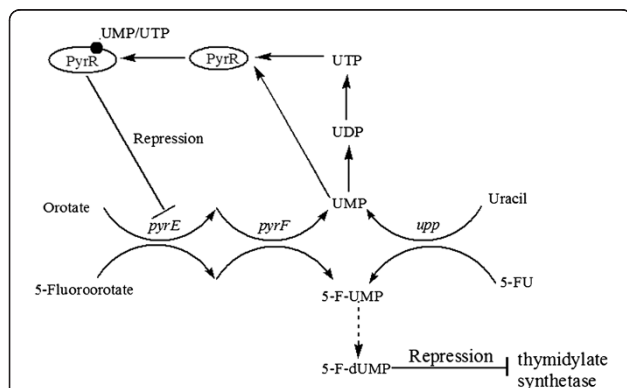 UMP/UTP
PyrR
PyrR
UTP
Repression
UDP
Orotate
UMP
Uracil
pyrE
pyrF
upp
5-Fluoroorotate
5-F-UMP
5-FU
5-F-dUMP
Repression
thymidylate
synthetase